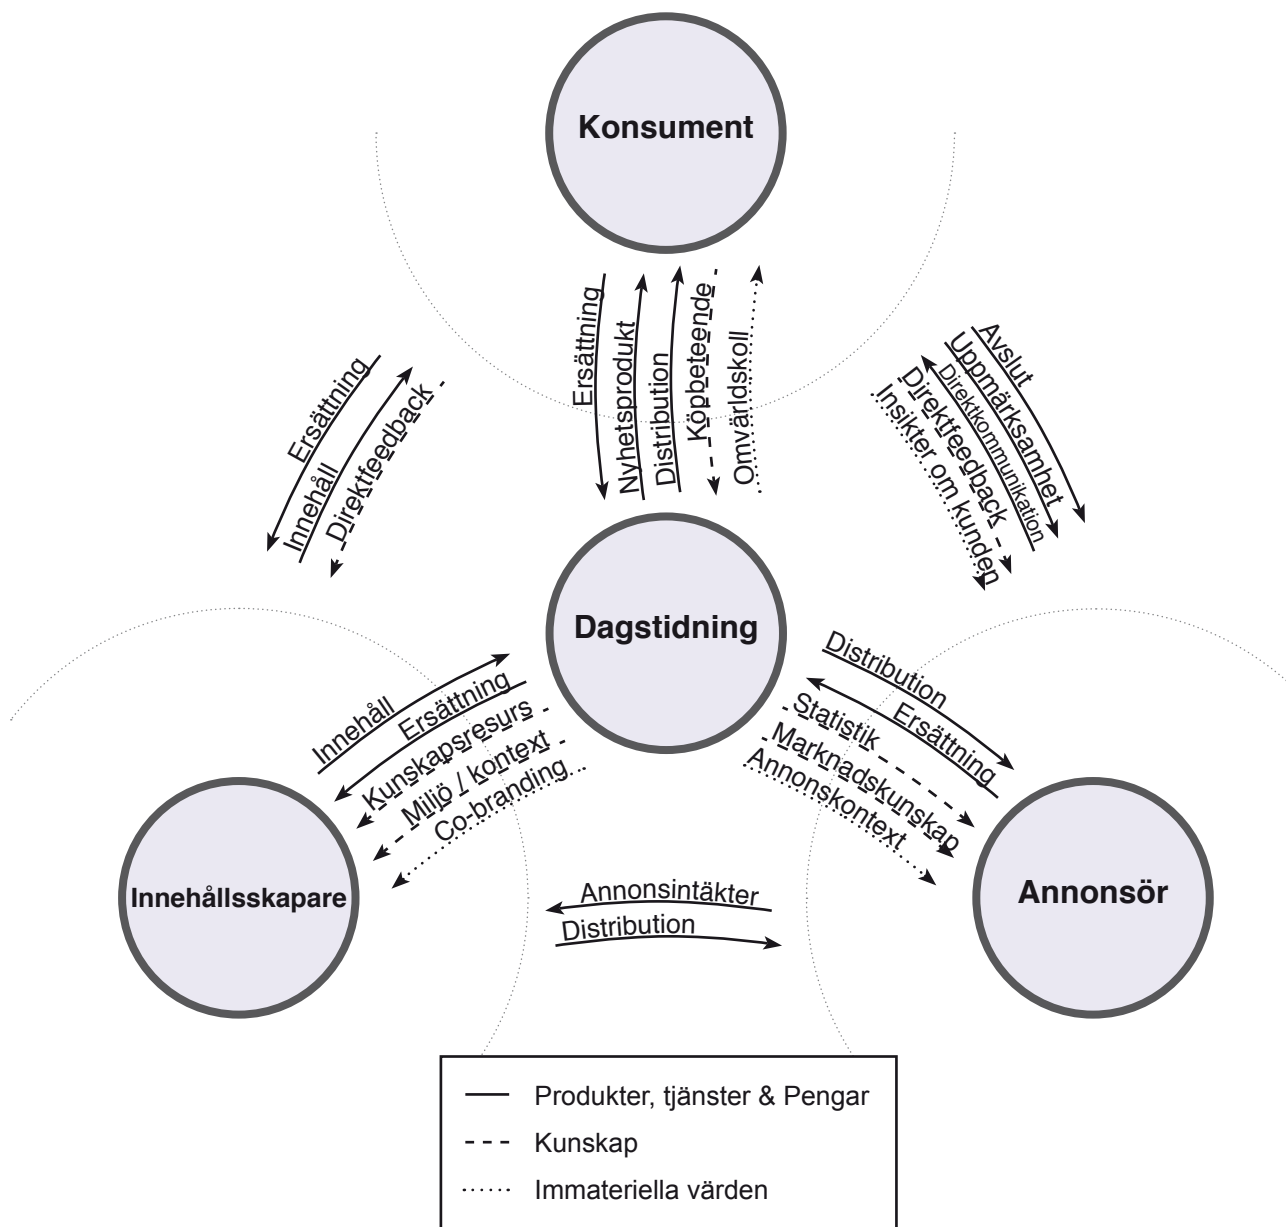 Konsument
Ersättning
Nyhetsprodukt
Distribution
Köpbeteende
Omvärldskoll
Ersättning
Innehåll
Direktfeedback
Avslut
Uppmärksamhet
Direktkommunikation
Direktfeedback
Insikter om kunden
Dagstidning
Innehåll
Ersättning
Kunskapsresurs
Miljö / kontext
Co-branding
Distribution
Ersättning
Statistik
Marknadskunskap
Annonskontext
Innehållsskapare
Annonsör
Annonsintäkter
Distribution
Produkter, tjänster & Pengar
Kunskap
Immateriella värden